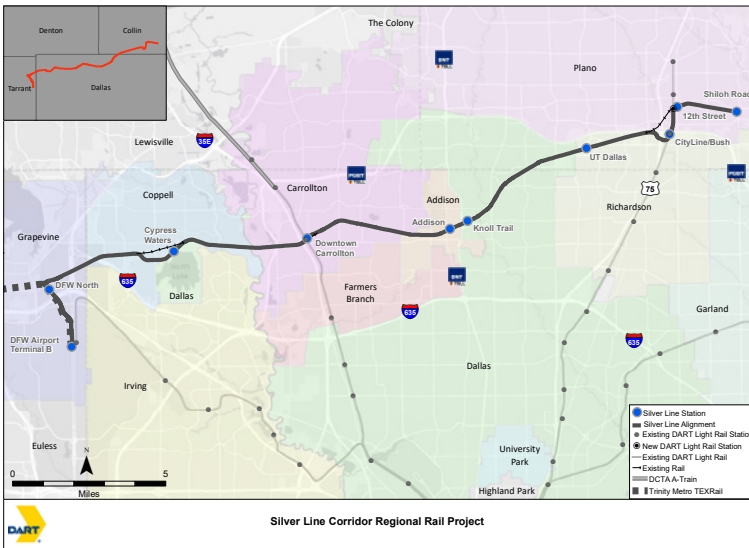 Denton
Collin
Tarrant
Dallas
The Colony
Plano
Shiloh Road
12th Street
CityLine/Bush
UT Dallas
75
Richardson
Lewisville
35E
Coppell
Carrollton
Addison
Addison
Knoll Trail
Grapevine
Cypress
Waters
Downtown
Carrollton
DFW North
635
Dallas
Farmers
Branch
635
Garland
635
DFW Airport
Terminal B
Irving
Dallas
Euless
University
Park
Highland Park
N
0
5
Miles
Silver Line Station
Silver Line Alignment
Existing DART Light Rail Station
New DART Light Rail Station
Existing DART Light Rail
Existing Rail
DCTA A-Train
Trinity Metro TEXRail
DART
Silver Line Corridor Regional Rail Project